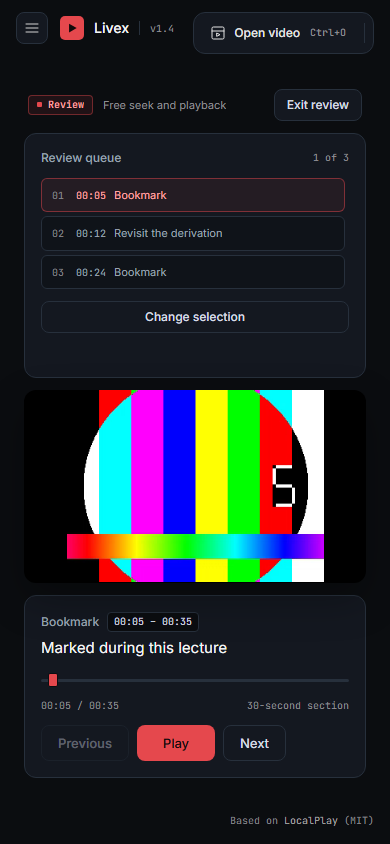 Livex v1.4 Open video Ctrl+O
Review Free seek and playback Exit review
Review queue 1 of 3
01 00:05 Bookmark
02 00:12 Revisit the derivation
03 00:24 Bookmark
Change selection
5
Bookmark 00:05 – 00:35
Marked during this lecture
00:05 / 00:35 30-second section
Previous Play Next
Based on LocalPlay (MIT)